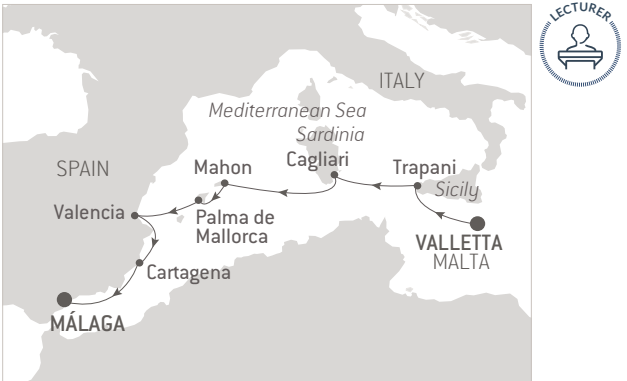 LECTURER
ITALY
Mediterranean Sea
Sardinia
Cagliari
SPAIN
Mahon
Trapani
Sicily
Valencia
Palma de
Mallorca
VALLETTA
MALTA
Cartagena
MÁLAGA